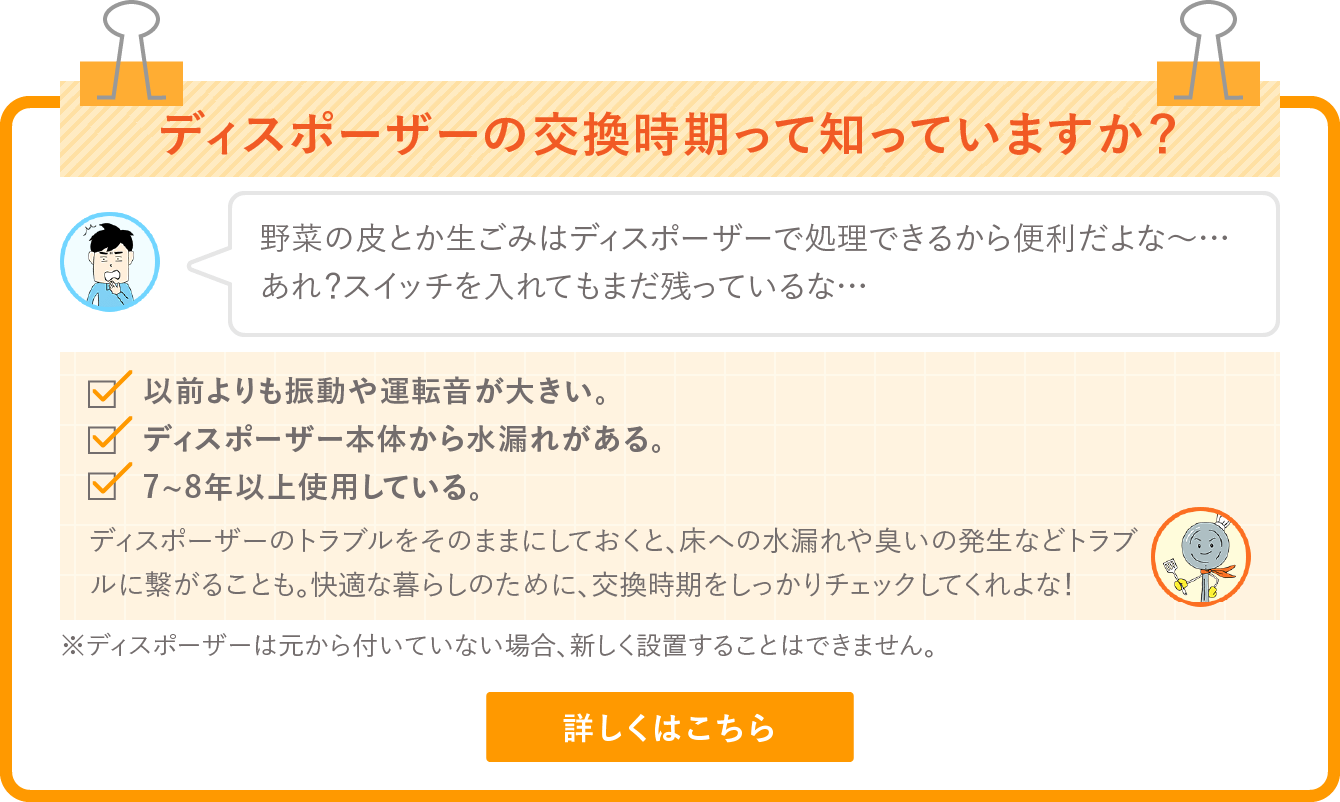 ディスポーザーの交換時期って知っていますか？
野菜の皮とか生ごみはディスポーザーで処理できるから便利だよな〜…
あれ？スイッチを入れてもまだ残っているな…
以前よりも振動や運転音が大きい。
ディスポーザー本体から水漏れがある。
7~8年以上使用している。
ディスポーザーのトラブルをそのままにしておくと、床への水漏れや臭いの発生などトラブ
ルに繋がることも。快適な暮らしのために、交換時期をしっかりチェックしてくれよな！
※ディスポーザーは元から付いていない場合、新しく設置することはできません。
詳しくはこちら